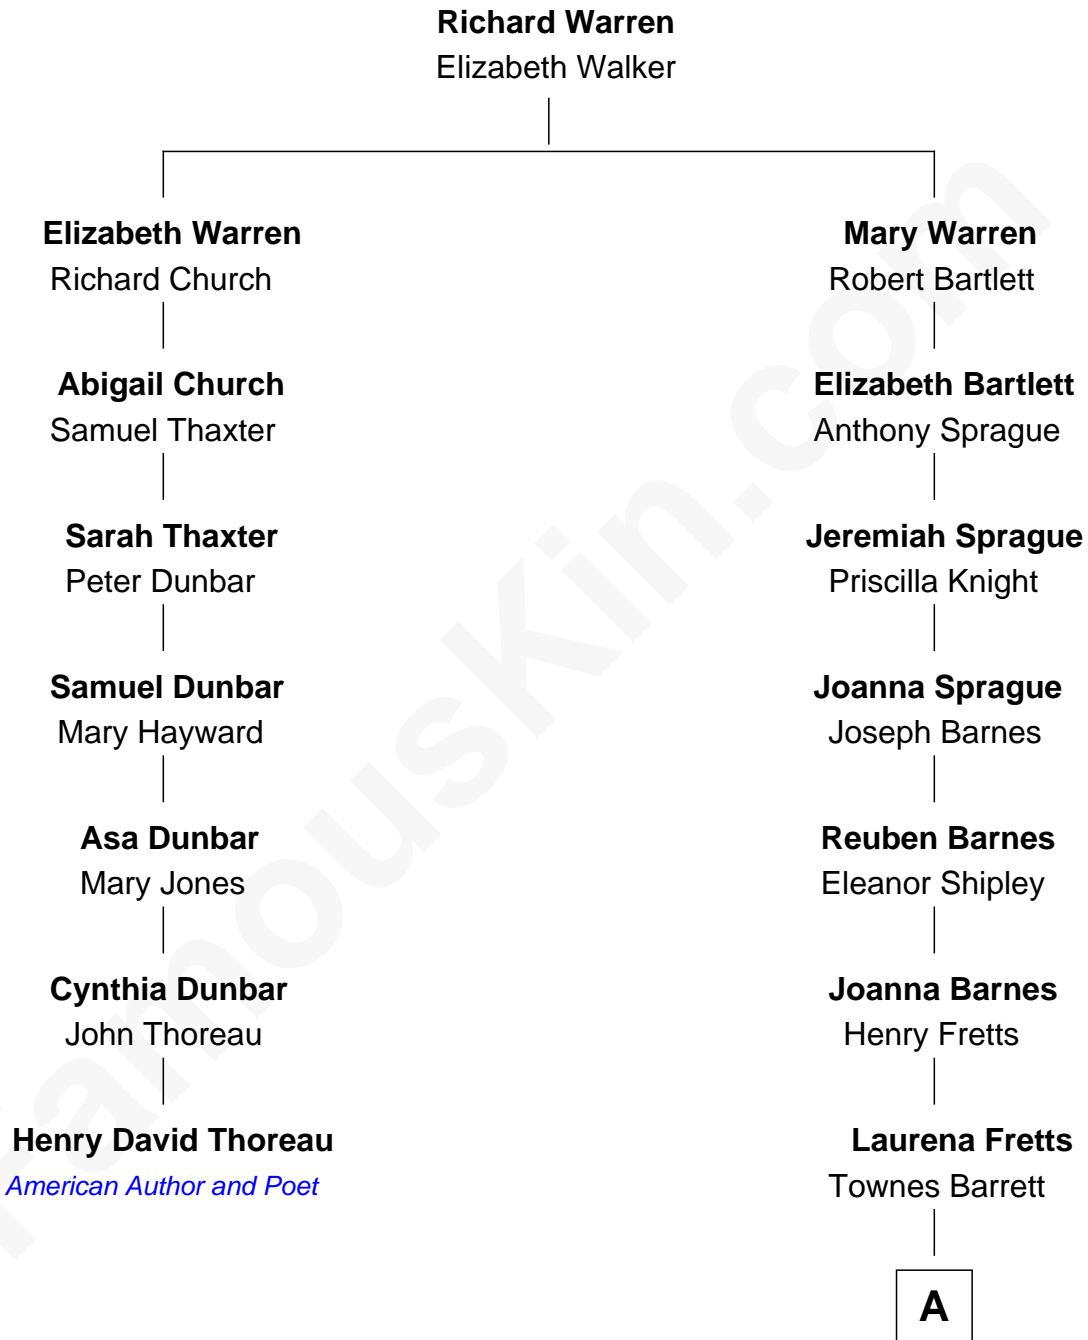 Richard Warren
Elizabeth Walker
Elizabeth Warren
Richard Church
Abigail Church
Samuel Thaxter
Sarah Thaxter
Peter Dunbar
Samuel Dunbar
Mary Hayward
Asa Dunbar
Mary Jones
Cynthia Dunbar
John Thoreau
Henry David Thoreau
American Author and Poet
Mary Warren
Robert Bartlett
Elizabeth Bartlett
Anthony Sprague
Jeremiah Sprague
Priscilla Knight
Joanna Sprague
Joseph Barnes
Reuben Barnes
Eleanor Shipley
Joanna Barnes
Henry Fretts
Laurena Fretts
Townes Barrett
A
FamousKin.com